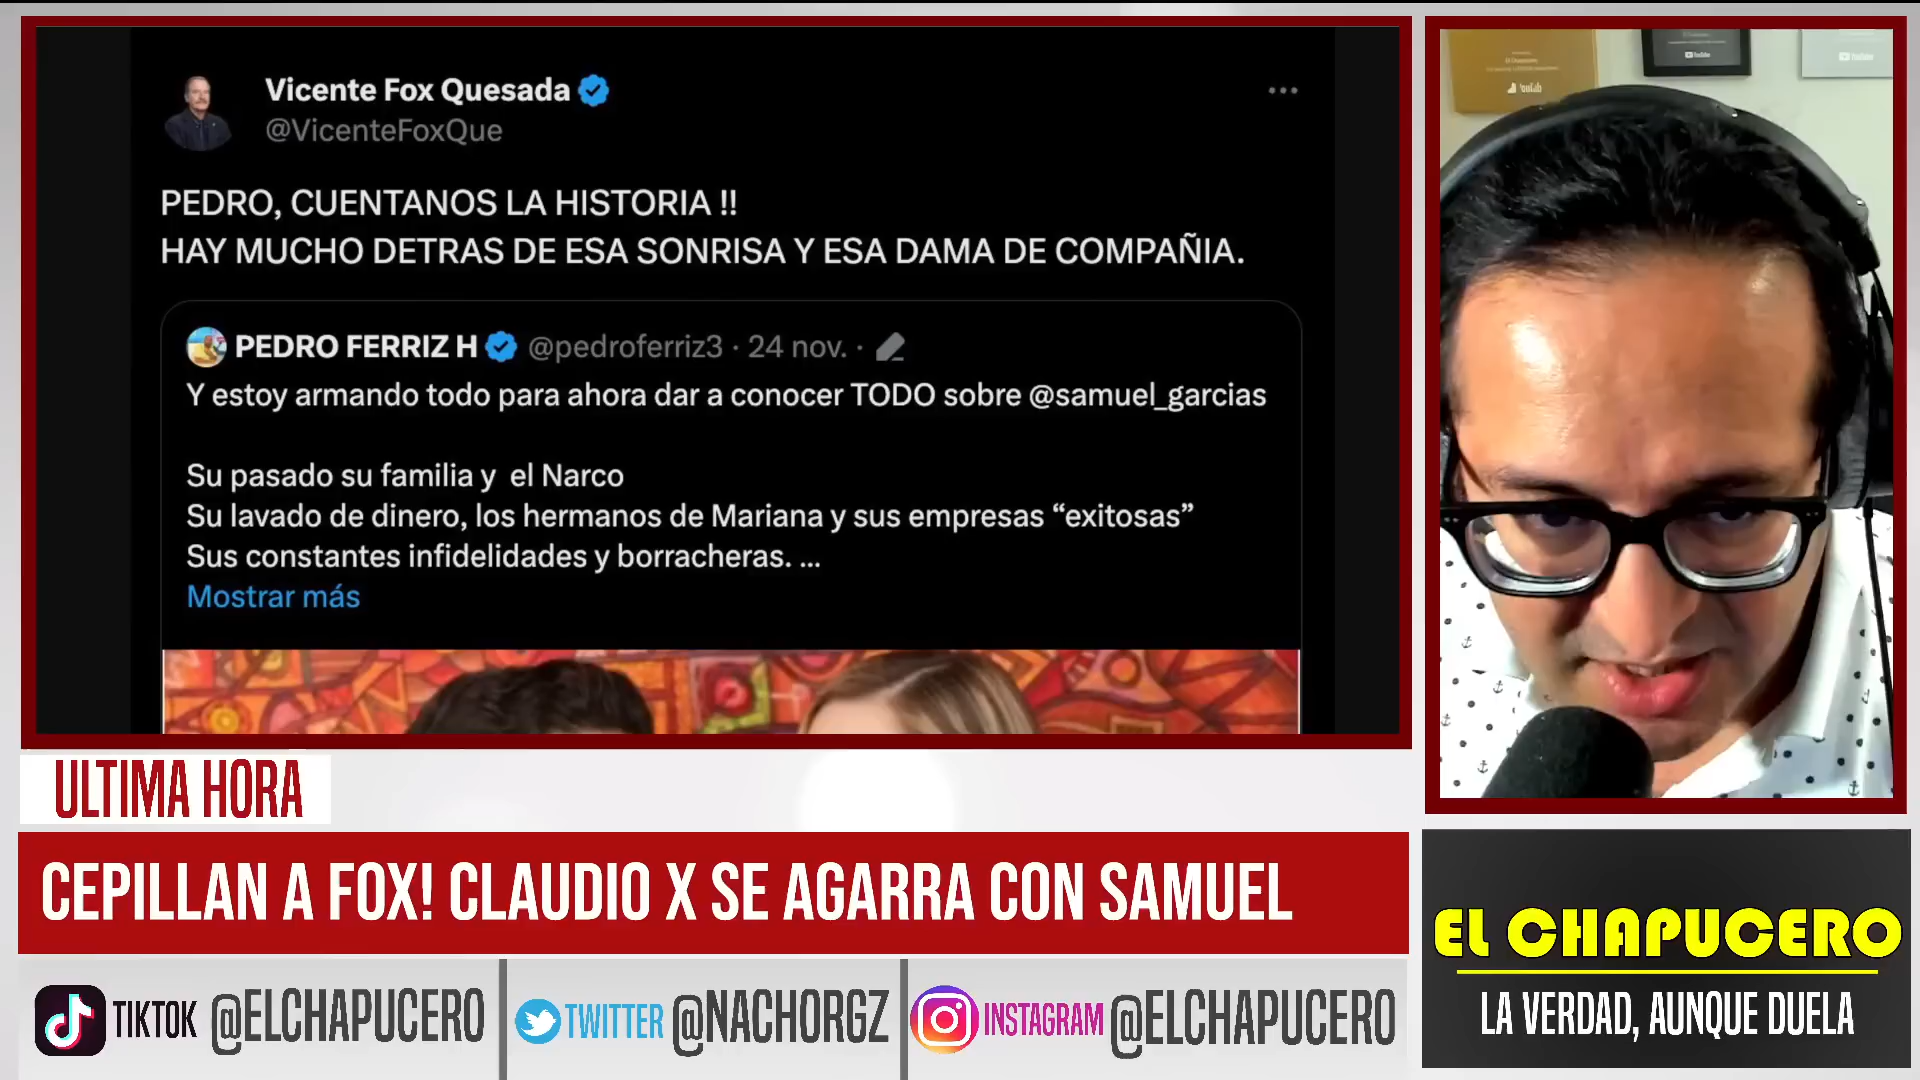 Vicente Fox Quesada
@VicenteFoxQue
PEDRO, CUENTANOS LA HISTORIA !!
HAY MUCHO DETRAS DE ESA SONRISA Y ESA DAMA DE COMPAÑIA.
PEDRO FERRIZ H @pedroferriz3 · 24 nov. ·
Y estoy armando todo para ahora dar a conocer TODO sobre @samuel_garcias
Su pasado su familia y el Narco
Su lavado de dinero, los hermanos de Mariana y sus empresas “exitosas”
Sus constantes infidelidades y borracheras. ...
Mostrar más
YouTube
YouTube
ULTIMA HORA
CEPILLAN A FOX! CLAUDIO X SE AGARRA CON SAMUEL
EL CHAPUCERO
LA VERDAD, AUNQUE DUELA
TIKTOK @ELCHAPUCERO
TWITTER @NACHORGZ
INSTAGRAM @ELCHAPUCERO